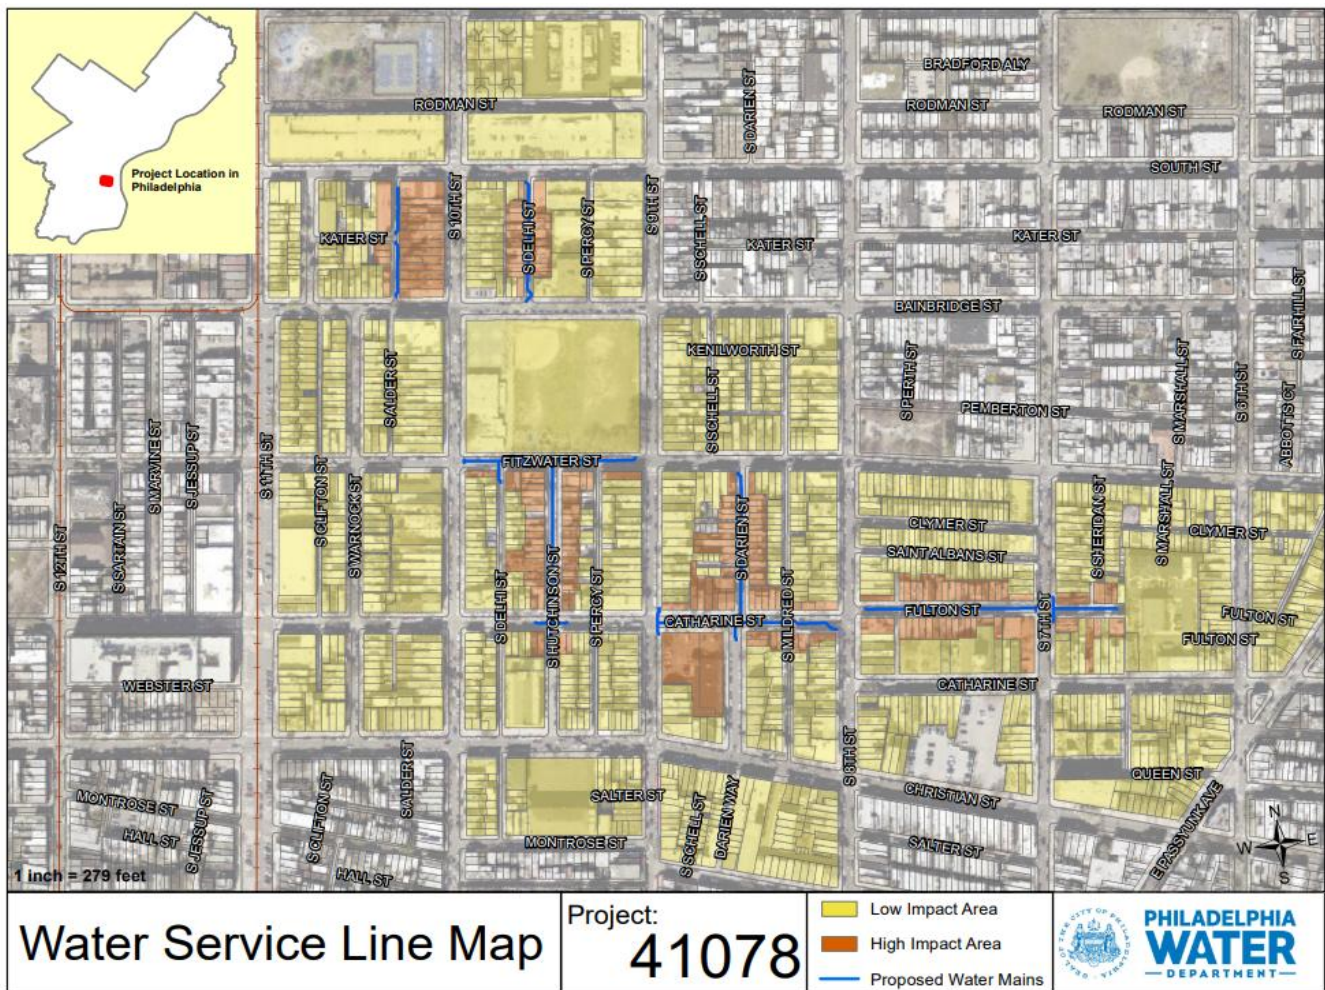 Project Location in
Philadelphia
RODMAN ST
S DARIEN ST
BRADFORD ALY
RODMAN ST
RODMAN ST
SOUTH ST
KATER ST
S 10TH ST
S DELHI ST
S PERCY ST
S 9TH ST
S SCHELL ST
KATER ST
KATER ST
BAINBRIDGE ST
S FAIRHILL ST
S ALDER ST
KENILWORTH ST
S SCHELL ST
S PERTH ST
PEMBERTON ST
S MARSHALL ST
S 6TH ST
ABBOTTS CT
S MARVINE ST
S JESSUP ST
S 11TH ST
FITZWATER ST
S 12TH ST
S SARTAIN ST
S CLIFTON ST
S WARNOCK ST
S DELHI ST
S HUTCHINSON ST
S PERCY ST
S DARIEN ST
S MILDRED ST
CATHARINE ST
CLYMER ST
SAINT ALBANS ST
FULTON ST
S 7TH ST
S SHERIDAN ST
S MARSHALL ST
CLYMER ST
FULTON ST
FULTON ST
WEBSTER ST
CATHARINE ST
S 8TH ST
QUEEN ST
CHRISTIAN ST
E PASSYUNK AVE
MONTROSE ST
HALL ST
S JESSUP ST
S CLIFTON ST
S ALDER ST
HALL ST
SALTER ST
MONTROSE ST
S SCHELL ST
DARIEN WAY
SALTER ST
N
W
E
S
1 inch = 279 feet
Water Service Line Map
Project:
41078
Low Impact Area
High Impact Area
Proposed Water Mains
PHILADELPHIA
WATER
DEPARTMENT